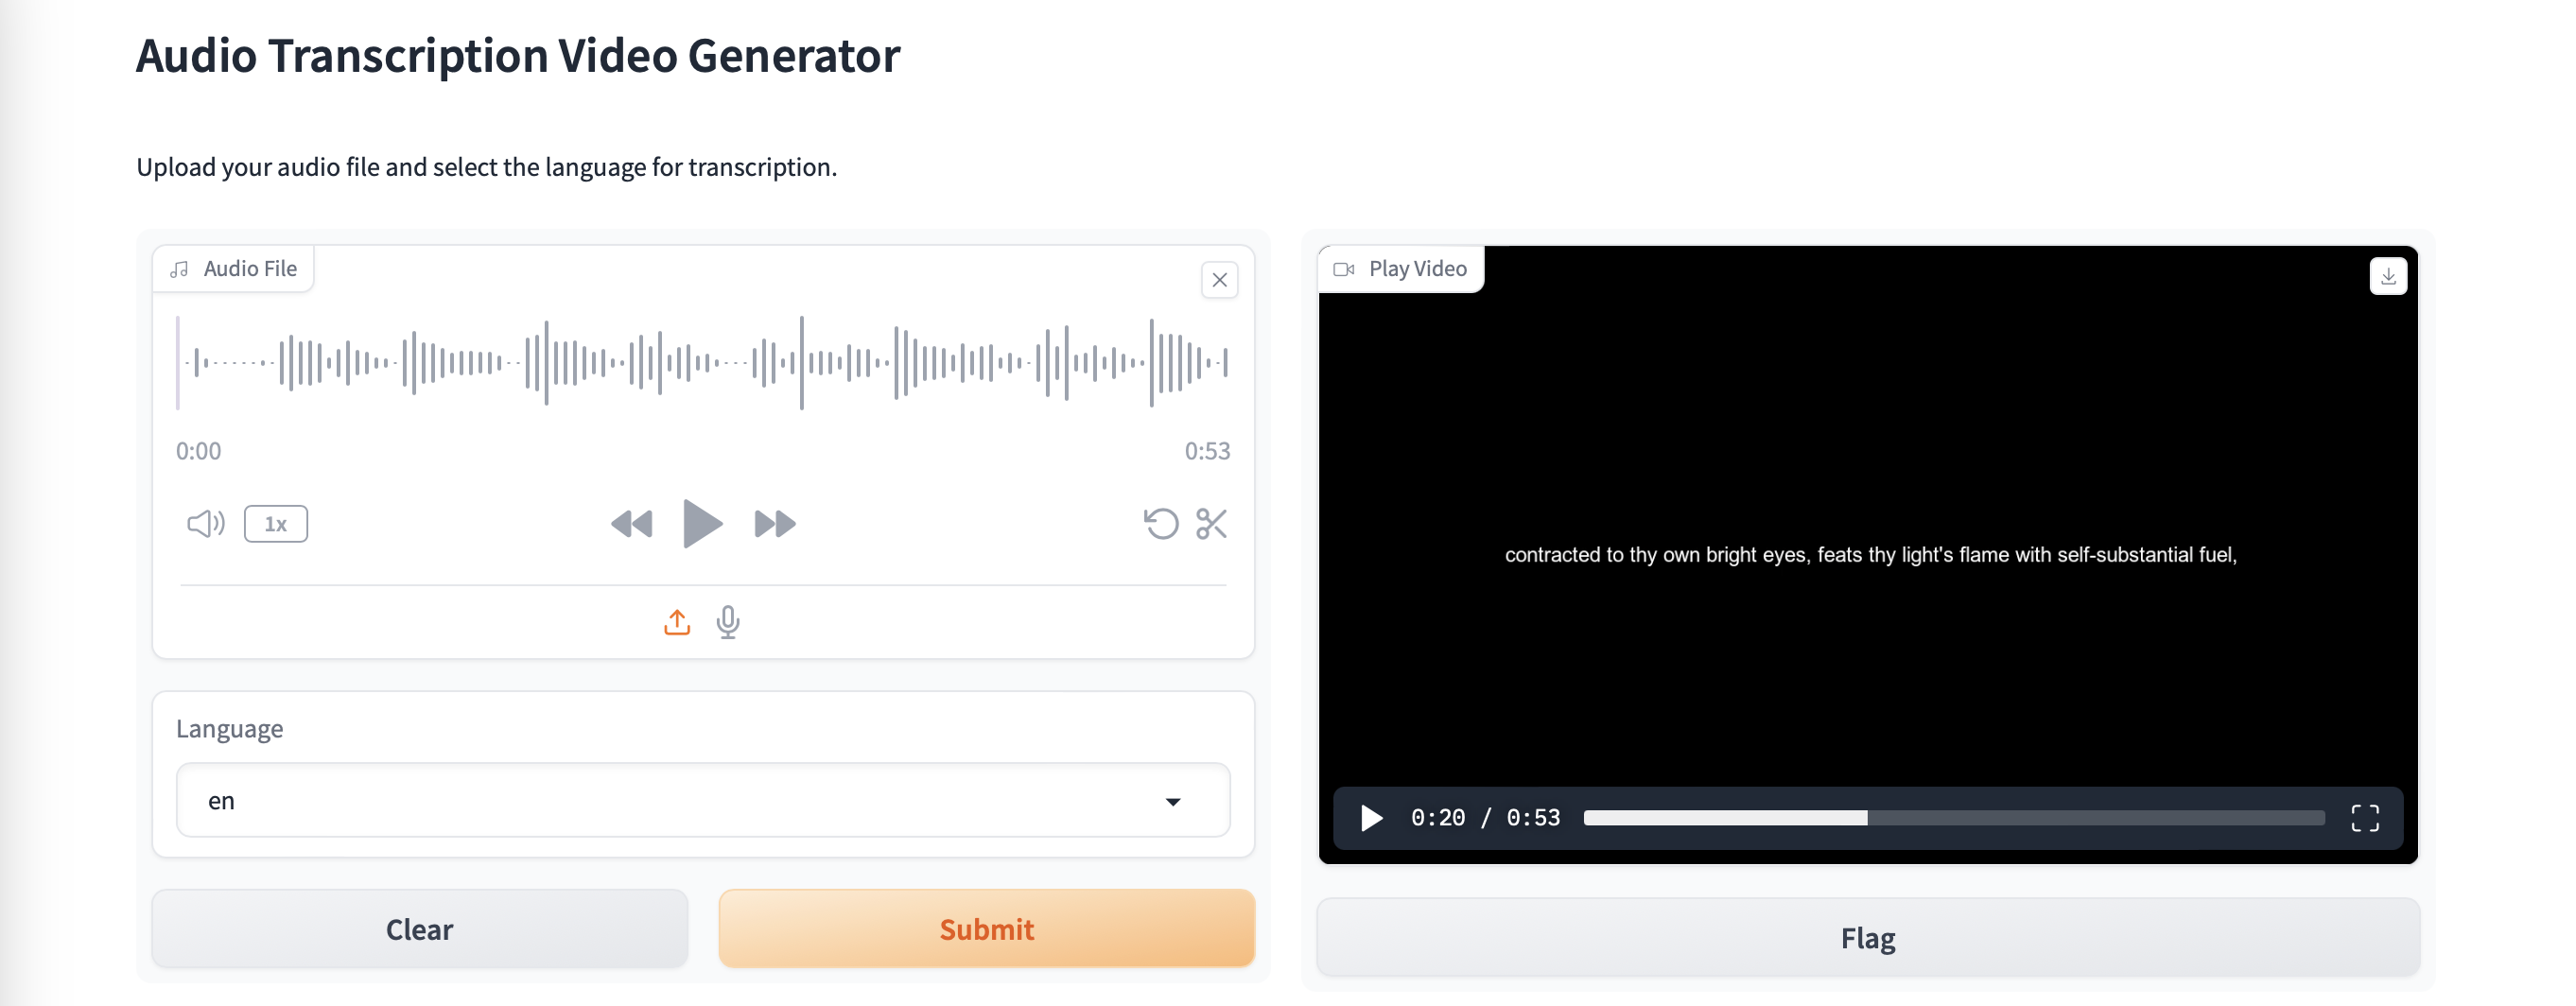 Audio Transcription Video Generator
Upload your audio file and select the language for transcription.
Audio File
0:00
0:53
1x
Language
en
Clear
Submit
Play Video
contracted to thy own bright eyes, feats thy light's flame with self-substantial fuel,
0:20 / 0:53
Flag